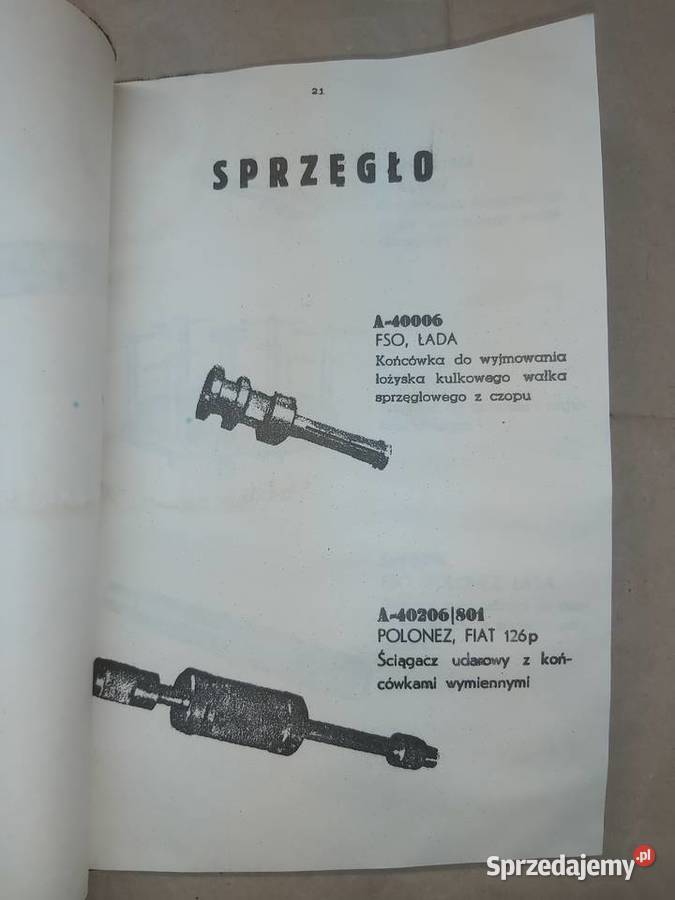 21
SPRZĘGŁO
A-40006
FSO, ŁADA
Końcówka do wyjmowania
łożyska kulkowego wałka
sprzęglowego z czopu
A-40206|801
POLONEZ, FIAT 126p
Ściągacz udarowy z koń-
cówkami wymiennymi
Sprzedajemy.pl